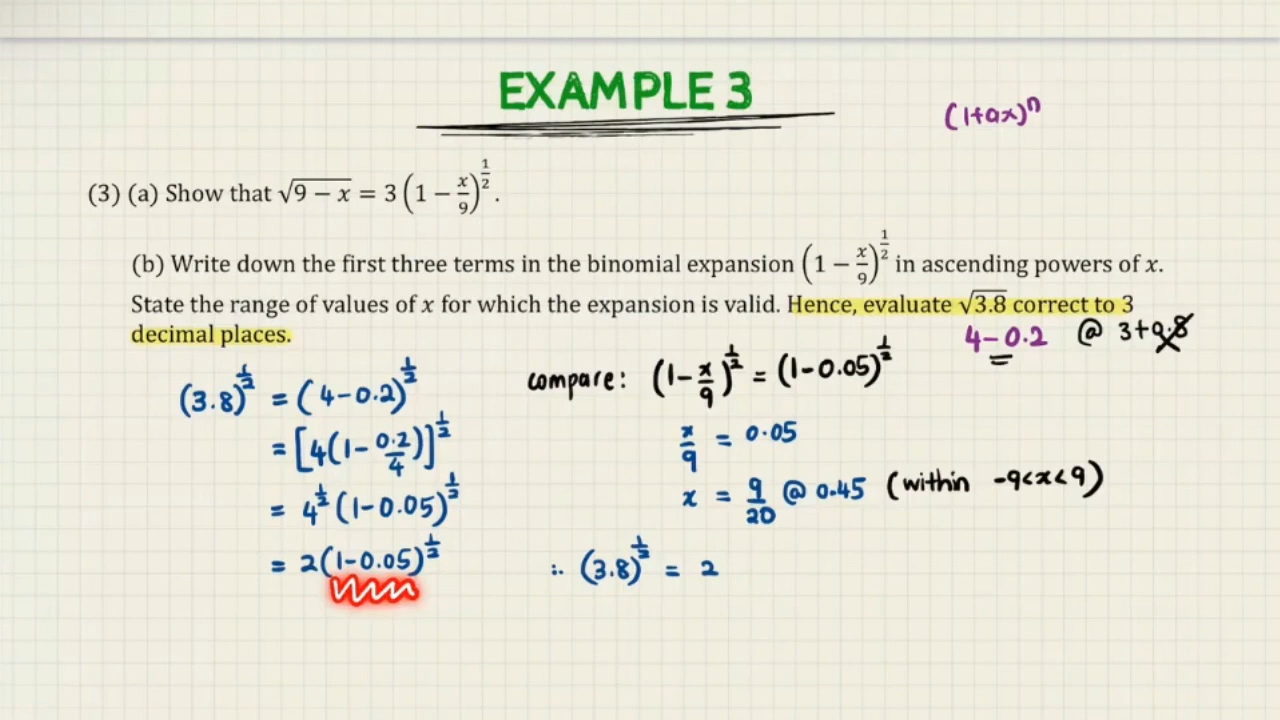 EXAMPLE 3
(1+ax)^n
(3) (a) Show that √(9 − x) = 3(1 − x/9)^(1/2).
(b) Write down the first three terms in the binomial expansion (1 − x/9)^(1/2) in ascending powers of x.
State the range of values of x for which the expansion is valid. Hence, evaluate √3.8 correct to 3
decimal places.
4-0.2 @ 3+0.8
(3.8)^(1/2) = (4-0.2)^(1/2)
= [4(1-0.2/4)]^(1/2)
= 4^(1/2) (1-0.05)^(1/2)
= 2(1-0.05)^(1/2)
compare: (1-x/9)^(1/2) = (1-0.05)^(1/2)
x/9 = 0.05
x = 9/20 @ 0.45 (within -9<x<9)
∴ (3.8)^(1/2) = 2